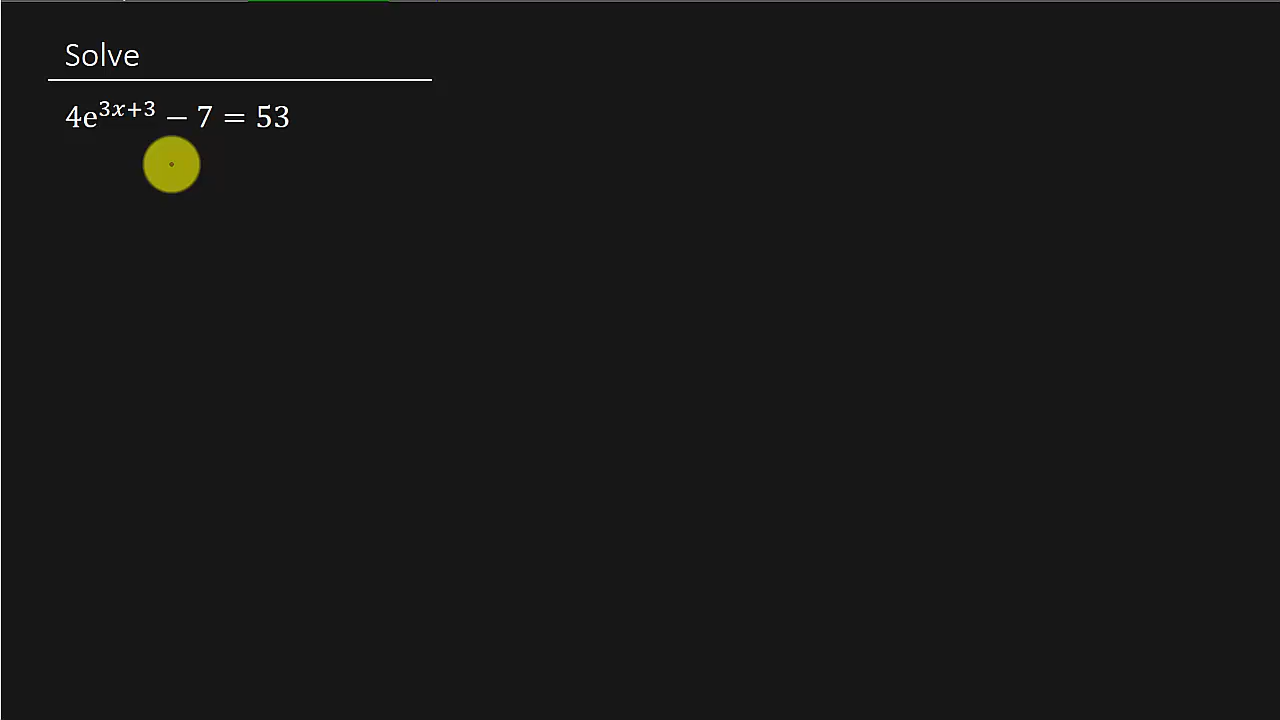 Solve
4e^{3x+3} − 7 = 53